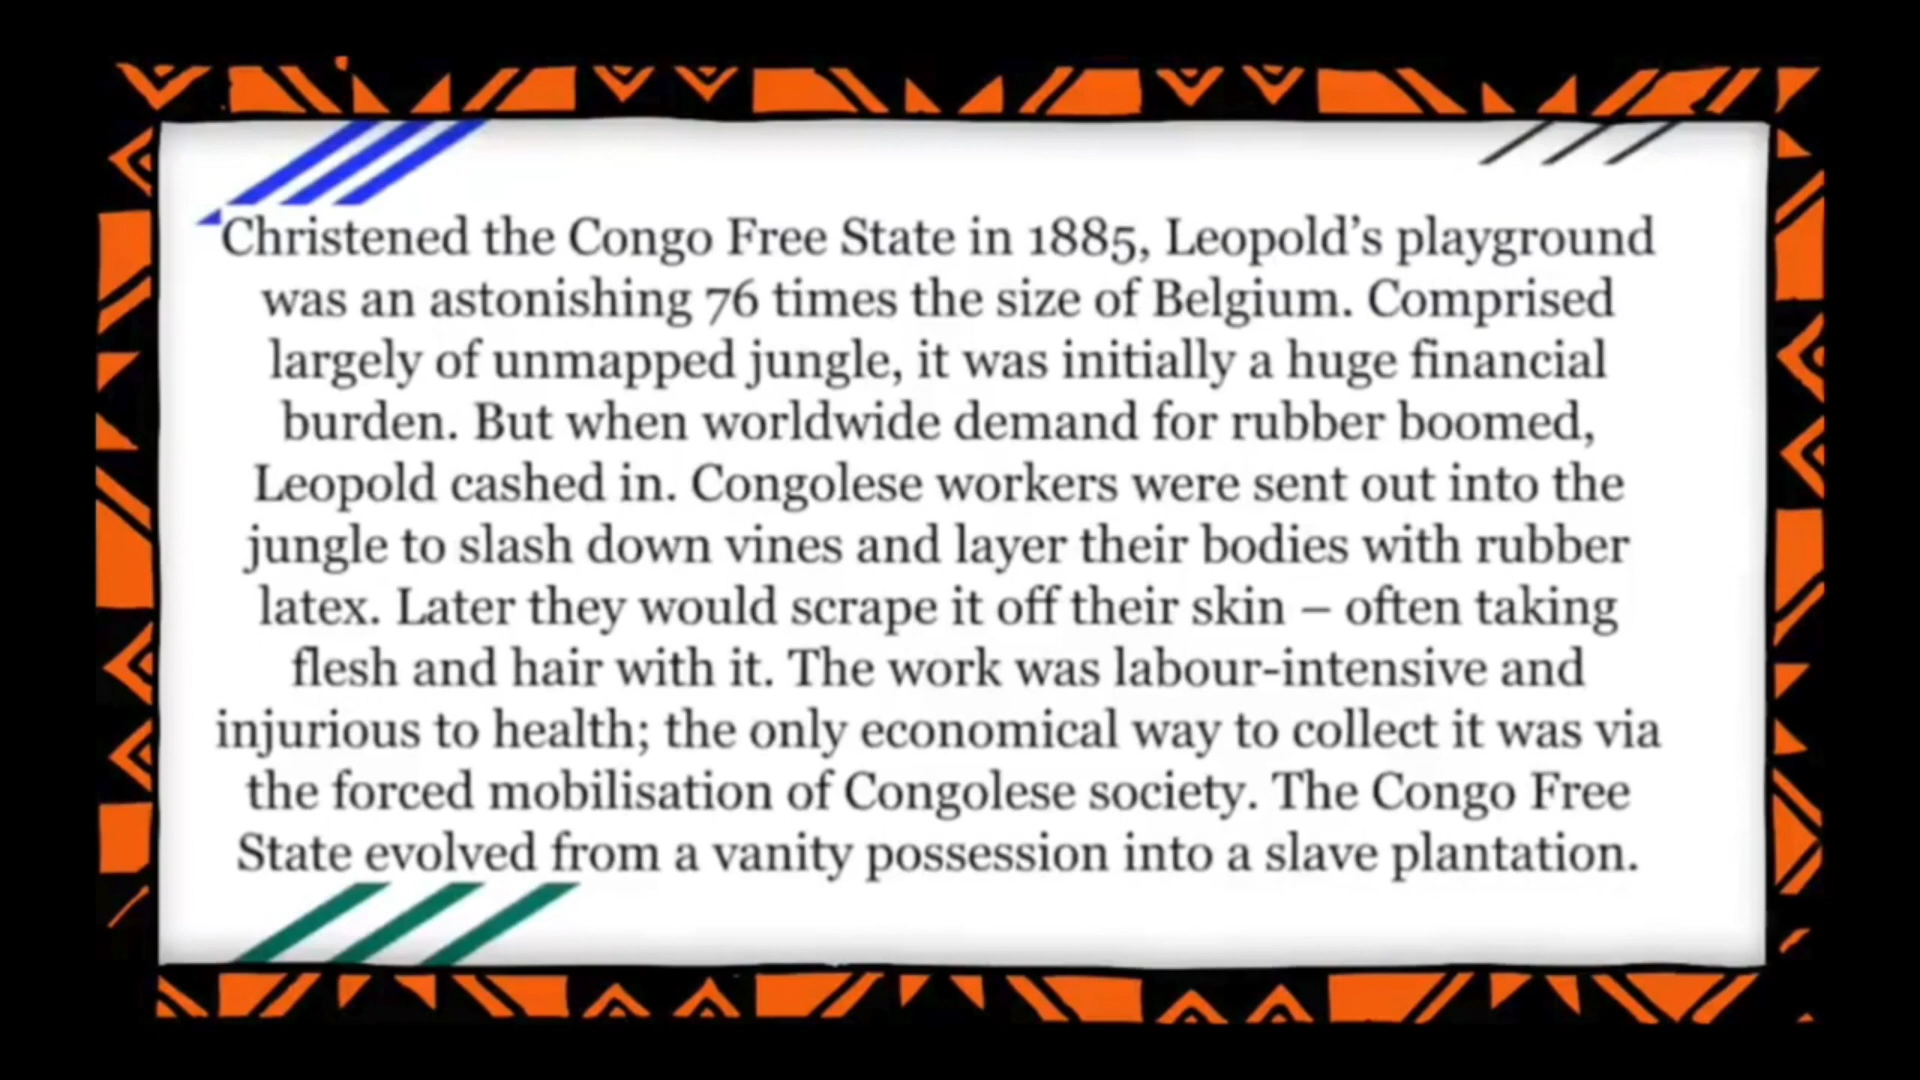 Christened the Congo Free State in 1885, Leopold’s playground
was an astonishing 76 times the size of Belgium. Comprised
largely of unmapped jungle, it was initially a huge financial
burden. But when worldwide demand for rubber boomed,
Leopold cashed in. Congolese workers were sent out into the
jungle to slash down vines and layer their bodies with rubber
latex. Later they would scrape it off their skin – often taking
flesh and hair with it. The work was labour-intensive and
injurious to health; the only economical way to collect it was via
the forced mobilisation of Congolese society. The Congo Free
State evolved from a vanity possession into a slave plantation.